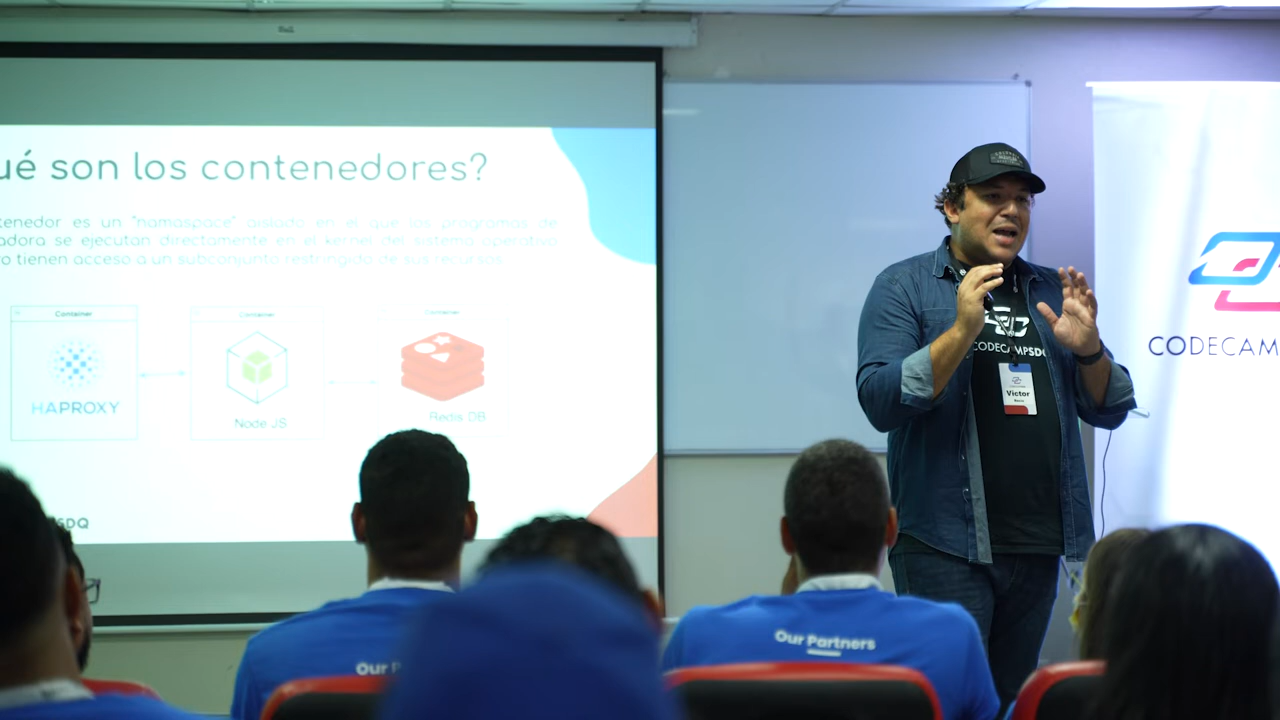 ué son los contenedores?
tenedor es un "namaspace" aislado en el que los programas de
adora se ejecutan directamente en el kernel del sistema operativo
o tienen acceso a un subconjunto restringido de sus recursos
Container
Container
Container
HAPROXY
Node JS
Redis DB
SDQ
CODECAMPSDQ
Victor
CODECAM
Our P
Our Partners